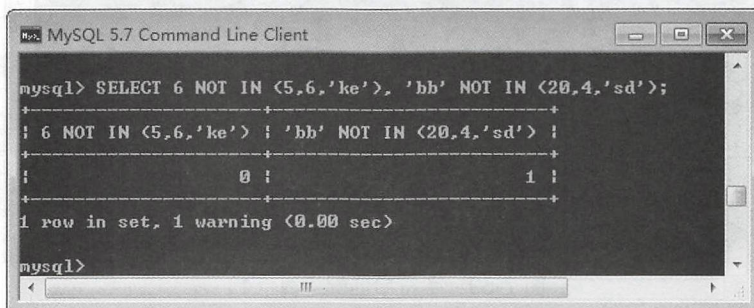 MySQL 5.7 Command Line Client
mysql> SELECT 6 NOT IN (5,6,'ke'), 'bb' NOT IN (20,4,'sd');
+---------------------+-------------------------+
| 6 NOT IN (5,6,'ke') | 'bb' NOT IN (20,4,'sd') |
+---------------------+-------------------------+
| 0 | 1 |
+---------------------+-------------------------+
1 row in set, 1 warning (0.00 sec)
mysql>